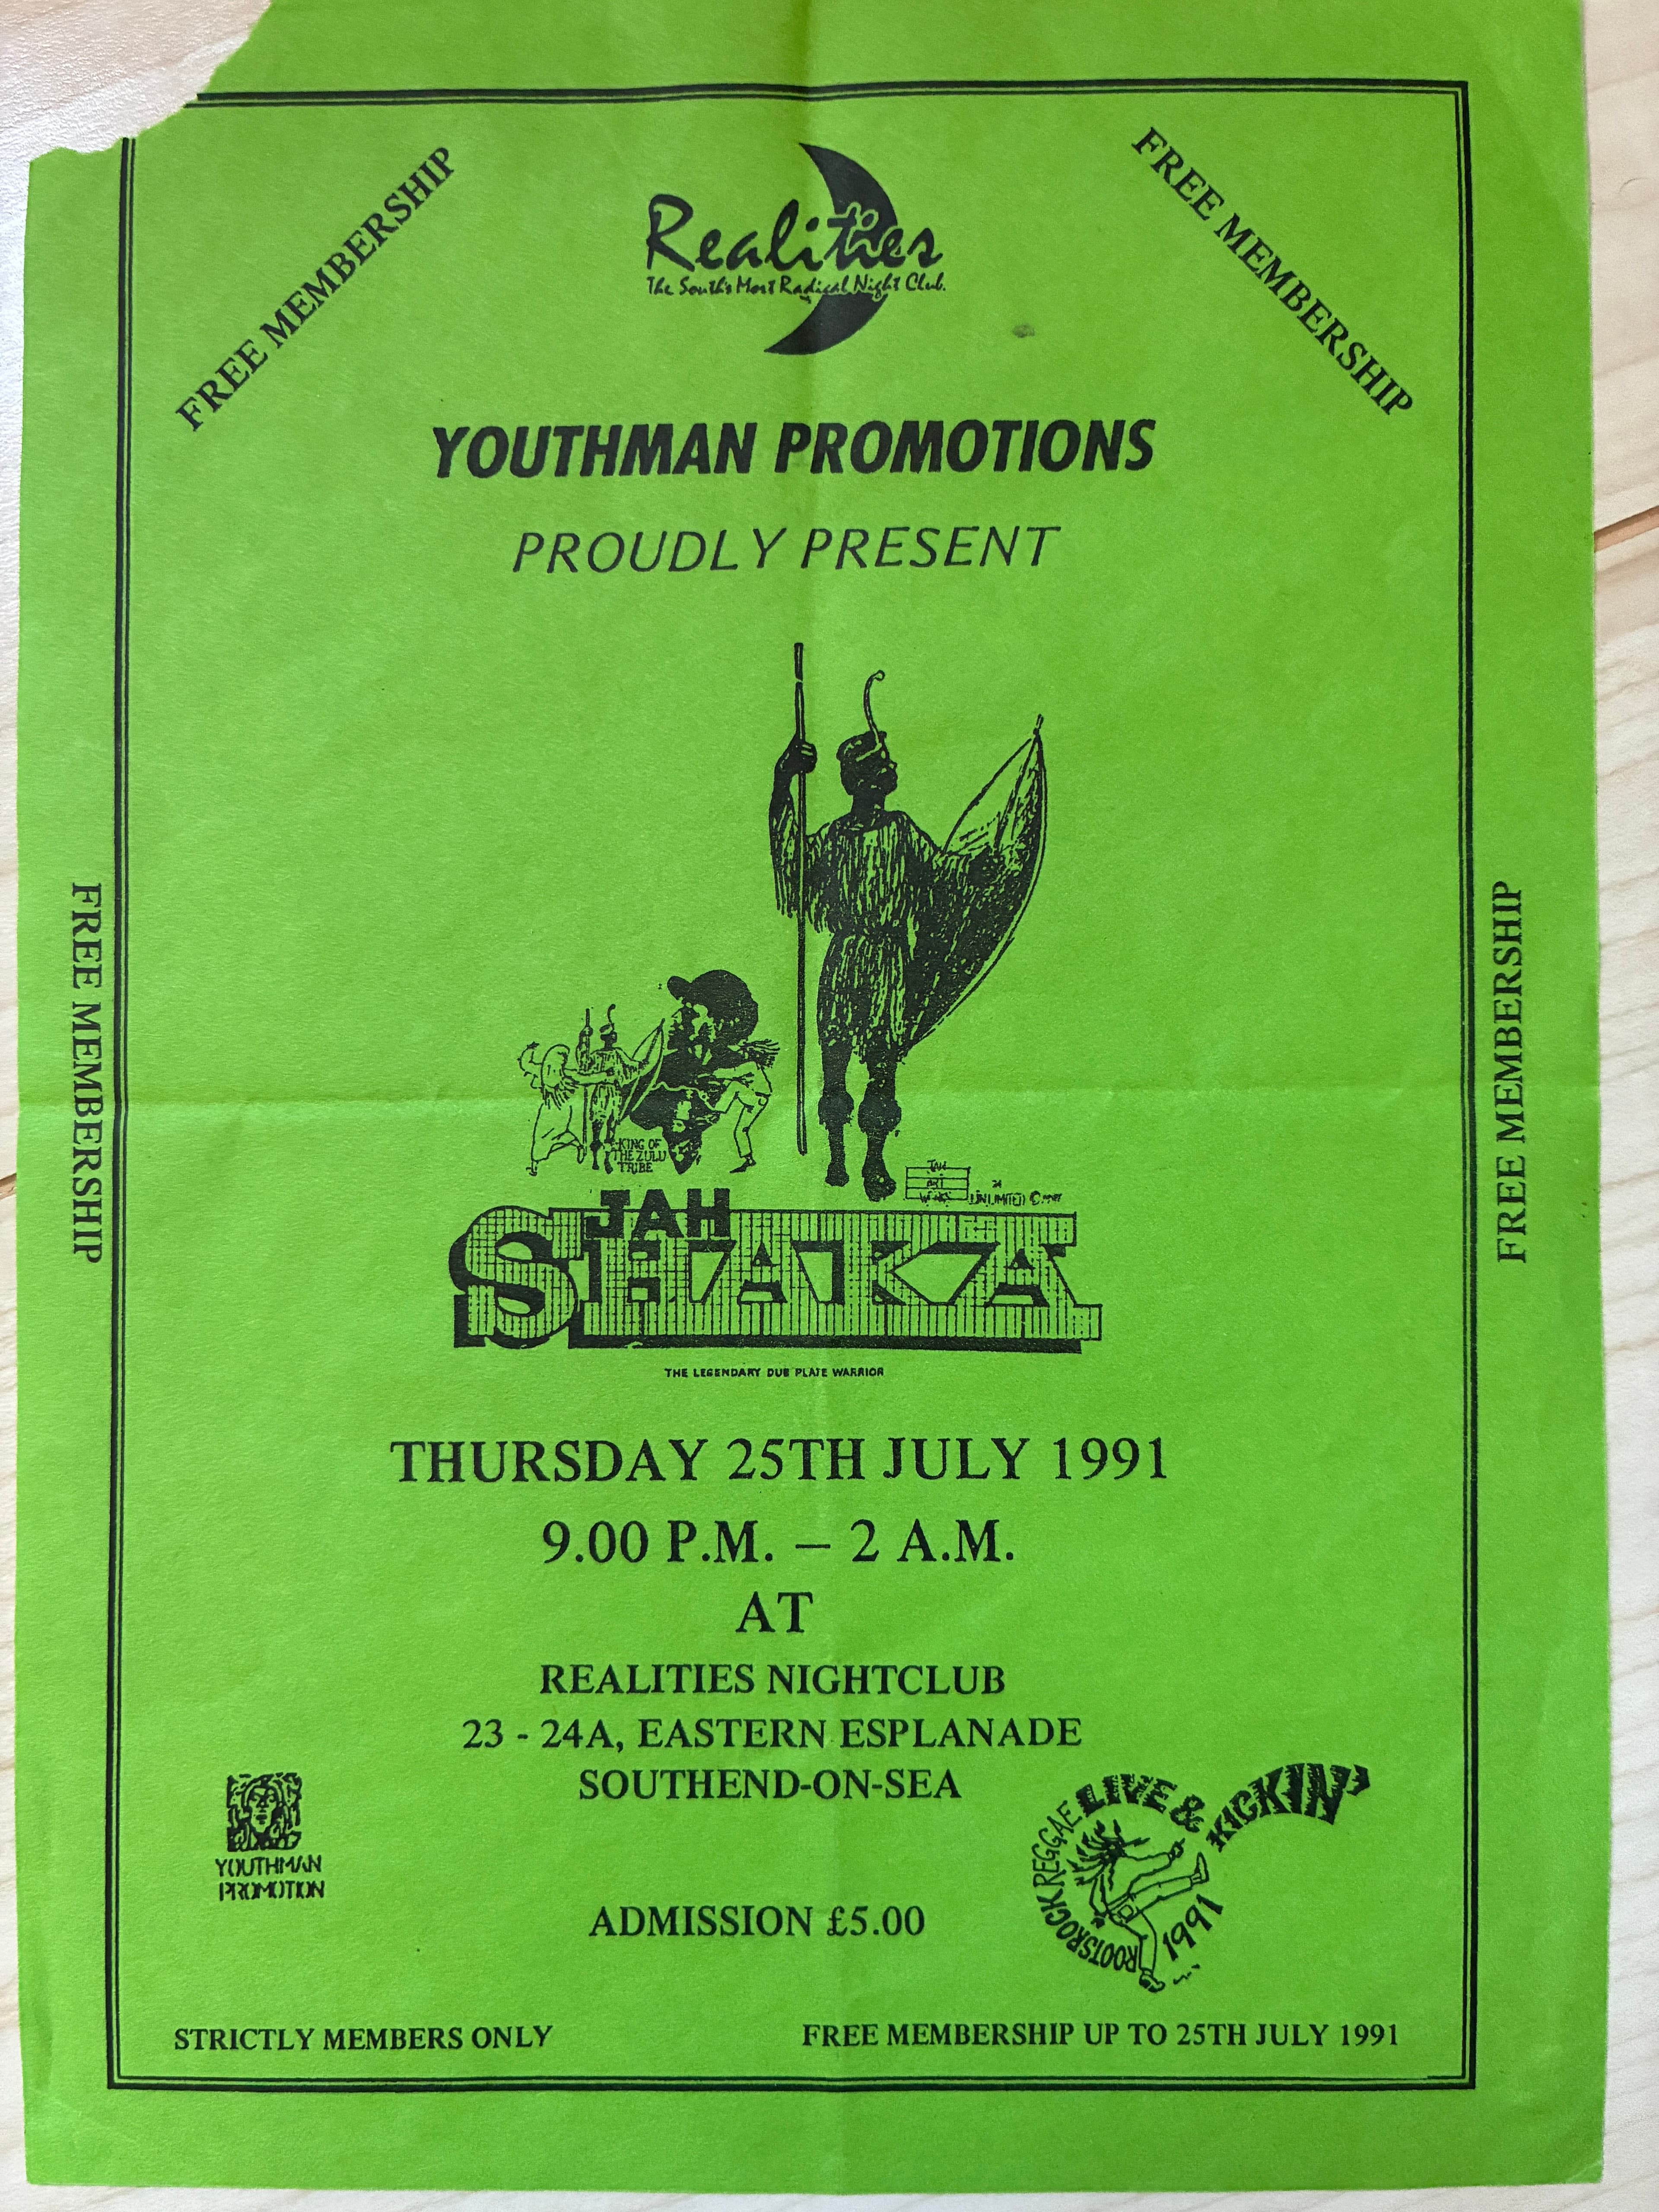 FREE MEMBERSHIP
FREE MEMBERSHIP
Realities
The South's Most Radical Night Club.
YOUTHMAN PROMOTIONS
PROUDLY PRESENT
FREE MEMBERSHIP
FREE MEMBERSHIP
KING OF
THE ZULU
TRIBE
JAH
ART
UNLIMITED ©
JAH
SHAKA
THE LEGENDARY DUB PLATE WARRIOR
THURSDAY 25TH JULY 1991
9.00 P.M. – 2 A.M.
AT
REALITIES NIGHTCLUB
23 - 24A, EASTERN ESPLANADE
SOUTHEND-ON-SEA
YOUTHMAN
PROMOTION
ROOTSROCK REGGAE LIVE & KICKIN'
1991
ADMISSION £5.00
STRICTLY MEMBERS ONLY
FREE MEMBERSHIP UP TO 25TH JULY 1991